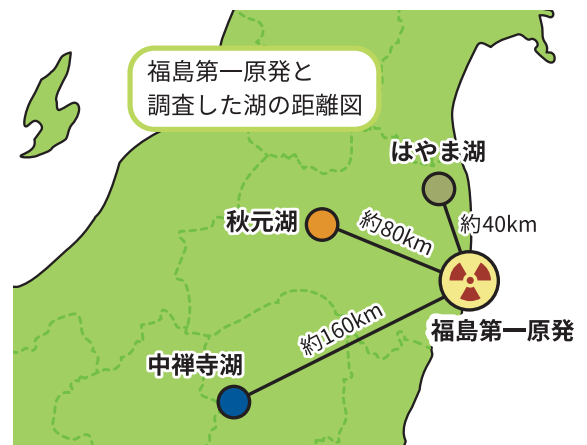 福島第一原発と
調査した湖の距離図
はやま湖
秋元湖
約80km
約40km
福島第一原発
約160km
中禅寺湖